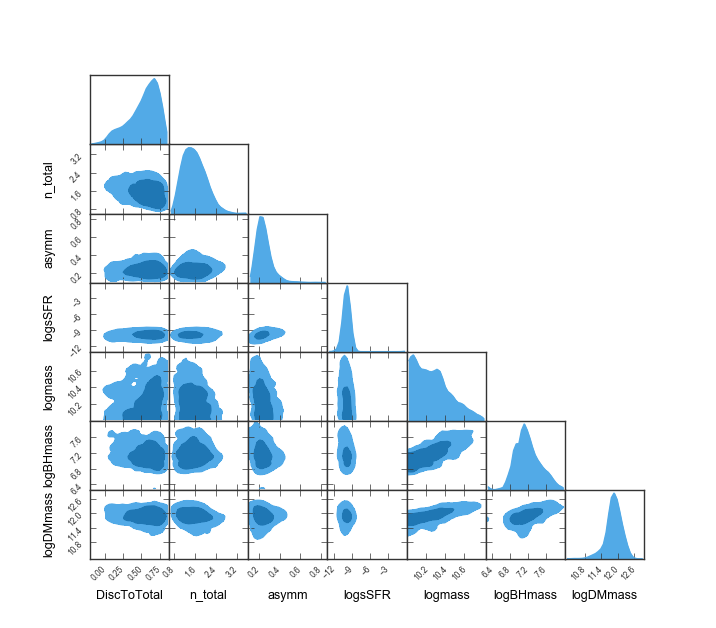 3.2
2.4
1.6
0.8
n_total
0.8
0.6
0.4
0.2
asymm
-3
-6
-9
-12
logsSFR
10.6
10.4
10.2
logmass
7.6
7.2
6.8
6.4
logBHmass
12.6
12.0
11.4
10.8
logDMmass
0.00 0.25 0.50 0.75 0.8 1.6 2.4 3.2 0.2 0.4 0.6 0.8 -12 -9 -6 -3 10.2 10.4 10.6 6.4 6.8 7.2 7.6 10.8 11.4 12.0 12.6
DiscToTotal n_total asymm logsSFR logmass logBHmass logDMmass